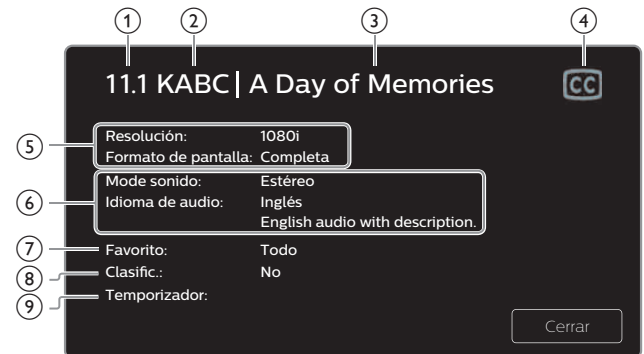 ① ② ③ ④
11.1 KABC | A Day of Memories CC
⑤ Resolución: 1080i
Formato de pantalla: Completa
⑥ Mode sonido: Estéreo
Idioma de audio: Inglés
English audio with description.
⑦ Favorito: Todo
⑧ Clasific.: No
⑨ Temporizador:
Cerrar